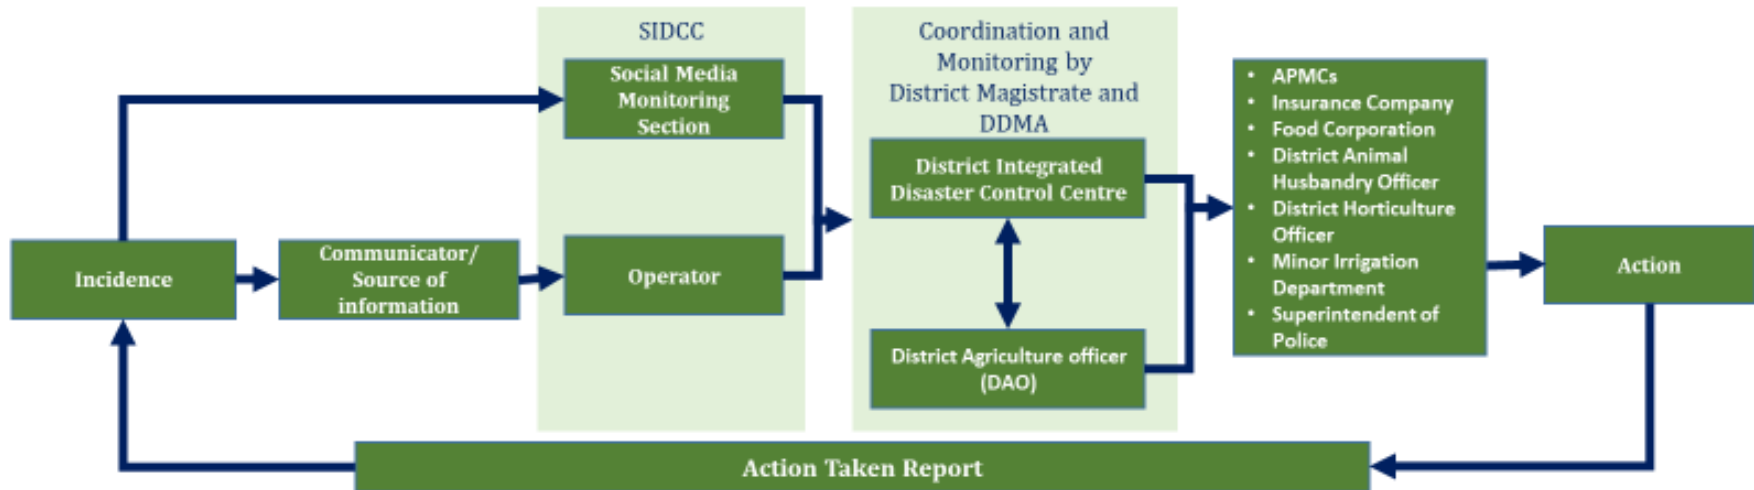 SIDCC
Social Media
Monitoring
Section
Operator
Incidence
Communicator/
Source of
information
Coordination and
Monitoring by
District Magistrate and
DDMA
District Integrated
Disaster Control Centre
District Agriculture officer
(DAO)
• APMCs
• Insurance Company
• Food Corporation
• District Animal
Husbandry Officer
• District Horticulture
Officer
• Minor Irrigation
Department
• Superintendent of
Police
Action
Action Taken Report